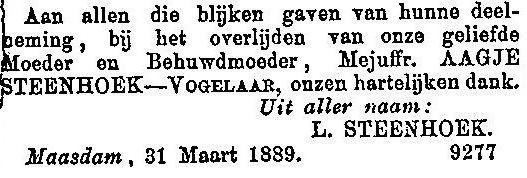 Aan allen die blijken gaven van hunne deel-
neming, bij het overlijden van onze geliefde
Moeder en Behuwdmoeder, Mejuffr. AAGJE
STEENHOEK—VOGELAAR, onzen hartelijken dank.
Uit aller naam:
L. STEENHOEK.
Maasdam, 31 Maart 1889. 9277